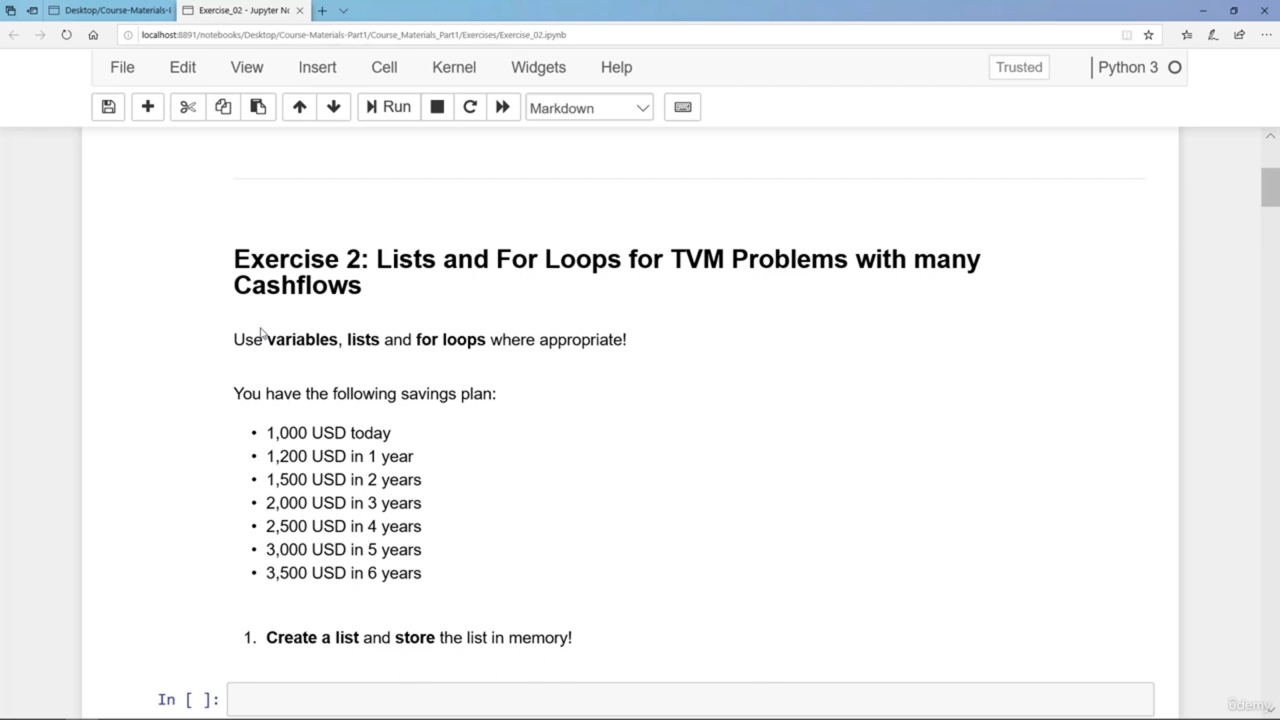 Desktop/Course-Materials-I
Exercise_02 - Jupyter No
localhost:8891/notebooks/Desktop/Course-Materials-Part1/Course_Materials_Part1/Exercises/Exercise_02.ipynb
File Edit View Insert Cell Kernel Widgets Help Trusted Python 3
Run Markdown
Exercise 2: Lists and For Loops for TVM Problems with many
Cashflows
Use variables, lists and for loops where appropriate!
You have the following savings plan:
• 1,000 USD today
• 1,200 USD in 1 year
• 1,500 USD in 2 years
• 2,000 USD in 3 years
• 2,500 USD in 4 years
• 3,000 USD in 5 years
• 3,500 USD in 6 years
1. Create a list and store the list in memory!
In [ ]:
ûdemy